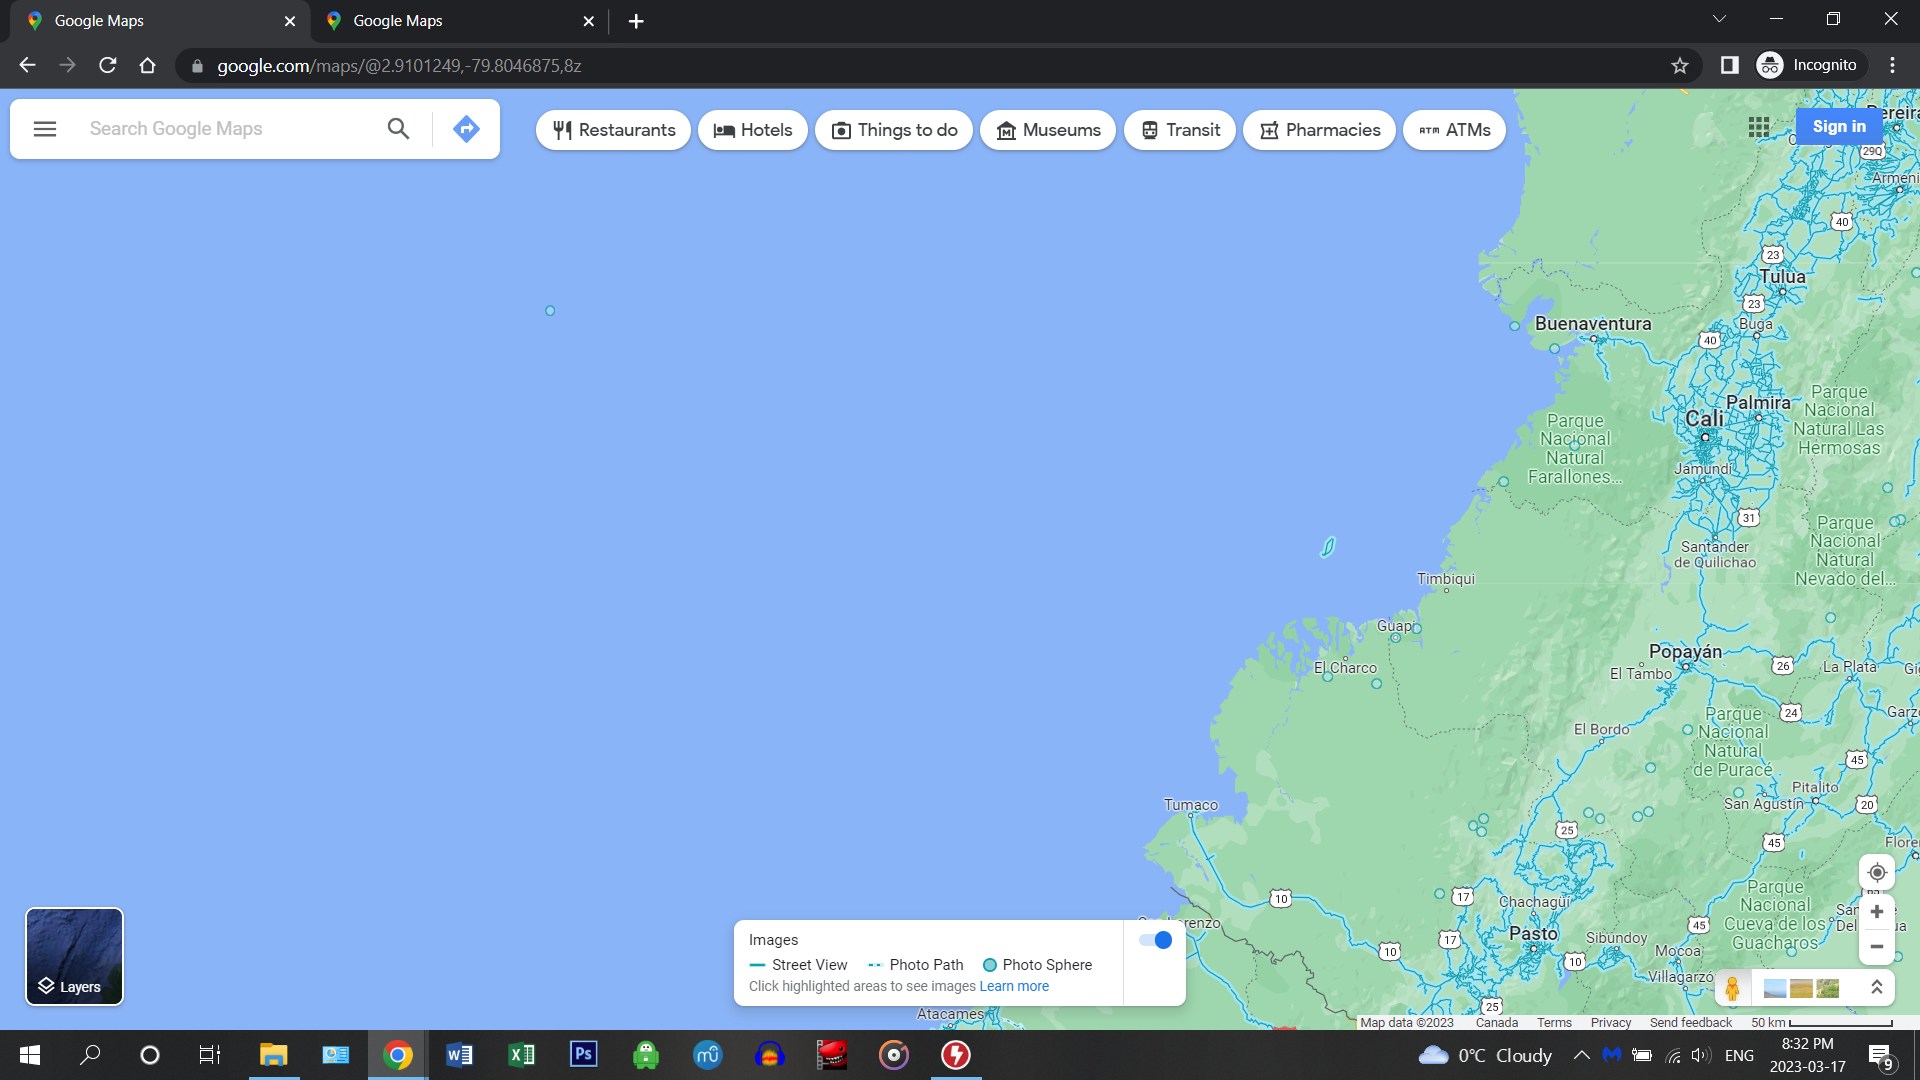 Google Maps
Google Maps
google.com/maps/@2.9101249,-79.8046875,8z
Incognito
Search Google Maps
Restaurants
Hotels
Things to do
Museums
Transit
Pharmacies
ATM ATMs
Sign in
Pereira
29Q
Armeni
40
23
Tulua
23
Buenaventura
Buga
40
Parque
Nacional
Natural Las
Hermosas
Palmira
Cali
Parque
Nacional
Natural
Farallones...
Jamundí
31
Parque
Nacional
Natural
Nevado del...
Santander
de Quilichao
Timbiqui
Guapi
Popayán
El Charco
El Tambo
26
La Plata
24
Garzo
Parque
Nacional
Natural
de Puracé
El Bordo
45
Pitalito
San Agustín
20
Tumaco
25
45
Flore
Parque
Nacional
Cueva de los
Guacharos
17
10
Chachagüí
45
Pasto
17
Sibundoy
10
10
Mocoa
Villagarzó
25
Atacames
Images
Street View
Photo Path
Photo Sphere
Click highlighted areas to see images Learn more
Layers
Map data ©2023
Canada
Terms
Privacy
Send feedback
50 km
0°C Cloudy
ENG
8:32 PM
2023-03-17
9